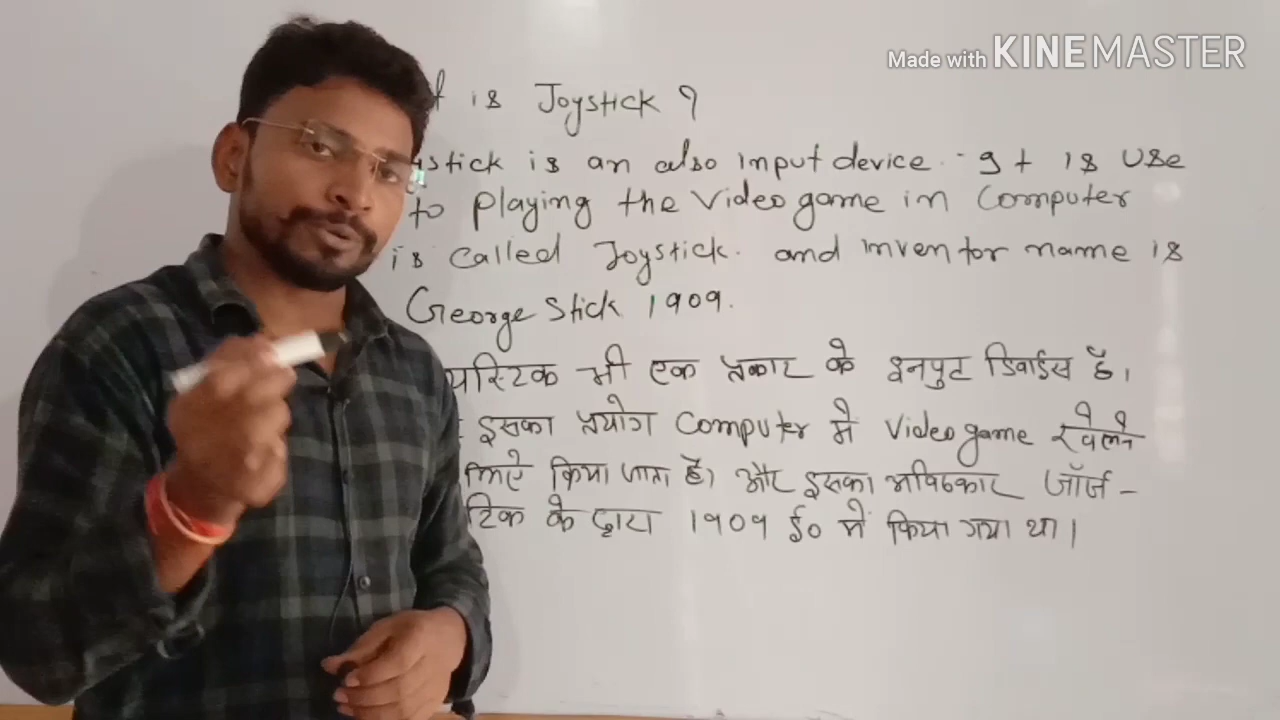 Made with KINEMASTER
is Joystick ?
stick is an also input device. It is use
to Playing the Video game in Computer
is called Joystick. and inventor name is
George Stick 1909.
यस्टिक भी एक प्रकार के इनपुट डिवाईस है।
इसका प्रयोग Computer में Video game खेलने
लिऐ किया जाता है। और इसका अविष्कार जॉर्ज -
टिक के द्वारा 1909 ई० में किया गया था।